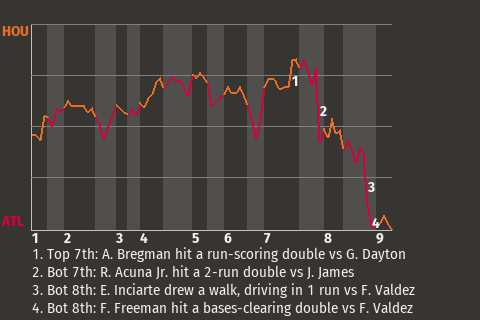 HOU
1
2
3
4
ATL
1 2 3 4 5 6 7 8 9
1. Top 7th: A. Bregman hit a run-scoring double vs G. Dayton
2. Bot 7th: R. Acuna Jr. hit a 2-run double vs J. James
3. Bot 8th: E. Inciarte drew a walk, driving in 1 run vs F. Valdez
4. Bot 8th: F. Freeman hit a bases-clearing double vs F. Valdez